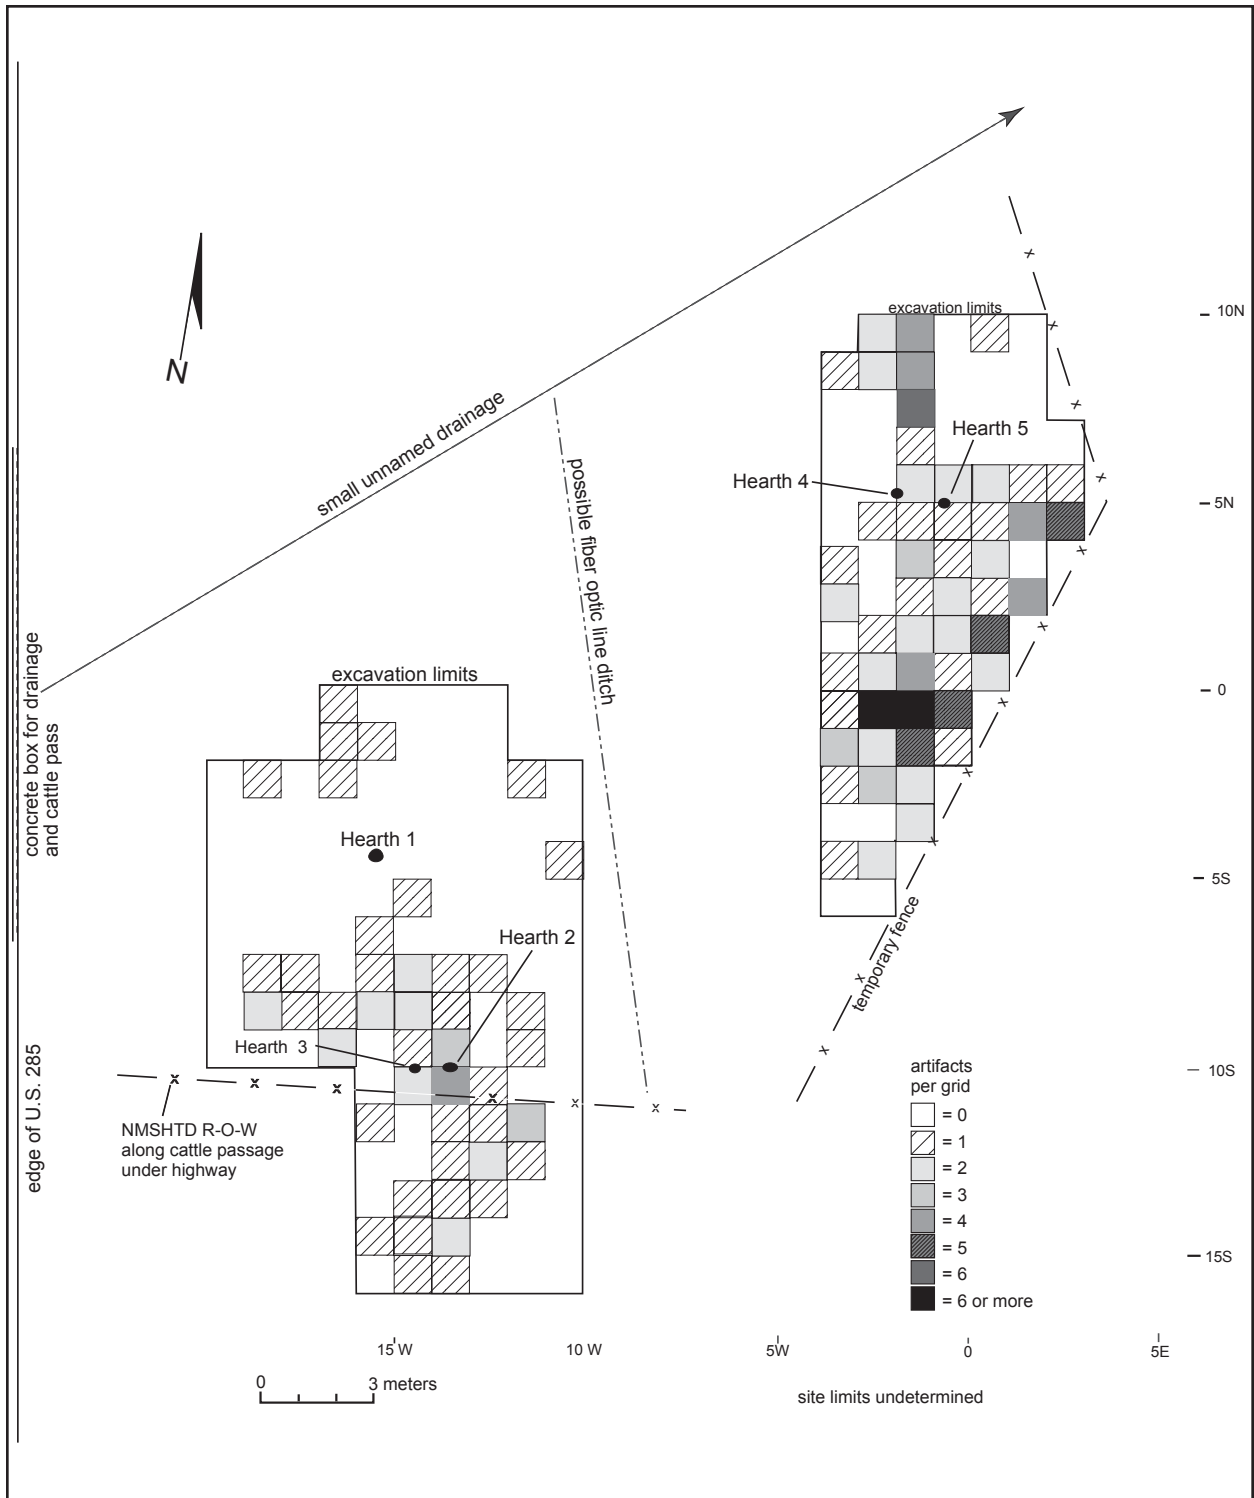 N
small unnamed drainage
possible fiber optic line ditch
excavation limits
10N
Hearth 5
Hearth 4
5N
0
5S
10S
15S
concrete box for drainage
and cattle pass
edge of U.S. 285
excavation limits
Hearth 1
Hearth 2
Hearth 3
NMSHTD R-O-W
along cattle passage
under highway
temporary fence
artifacts
per grid
= 0
= 1
= 2
= 3
= 4
= 5
= 6
= 6 or more
15 W
10 W
5W
0
5E
0
3 meters
site limits undetermined